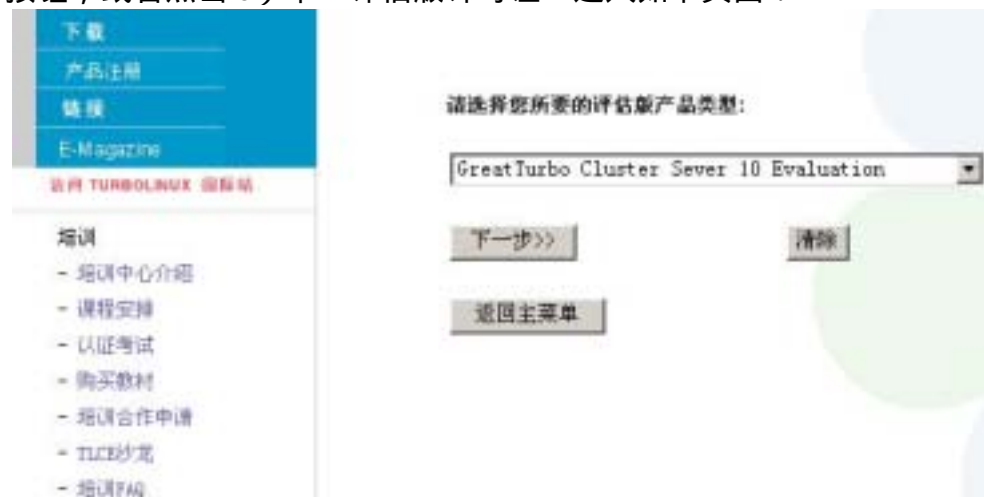 下载
产品注册
链接
E-Magazine
访问 TURBOLINUX 国际站
培训
- 培训中心介绍
- 课程安排
- 认证考试
- 购买教材
- 培训合作申请
- TLCE沙龙
- 培训FAQ
请选择您所要的评估版产品类型:
GreatTurbo Cluster Sever 10 Evaluation
下一步>>
清除
返回主菜单